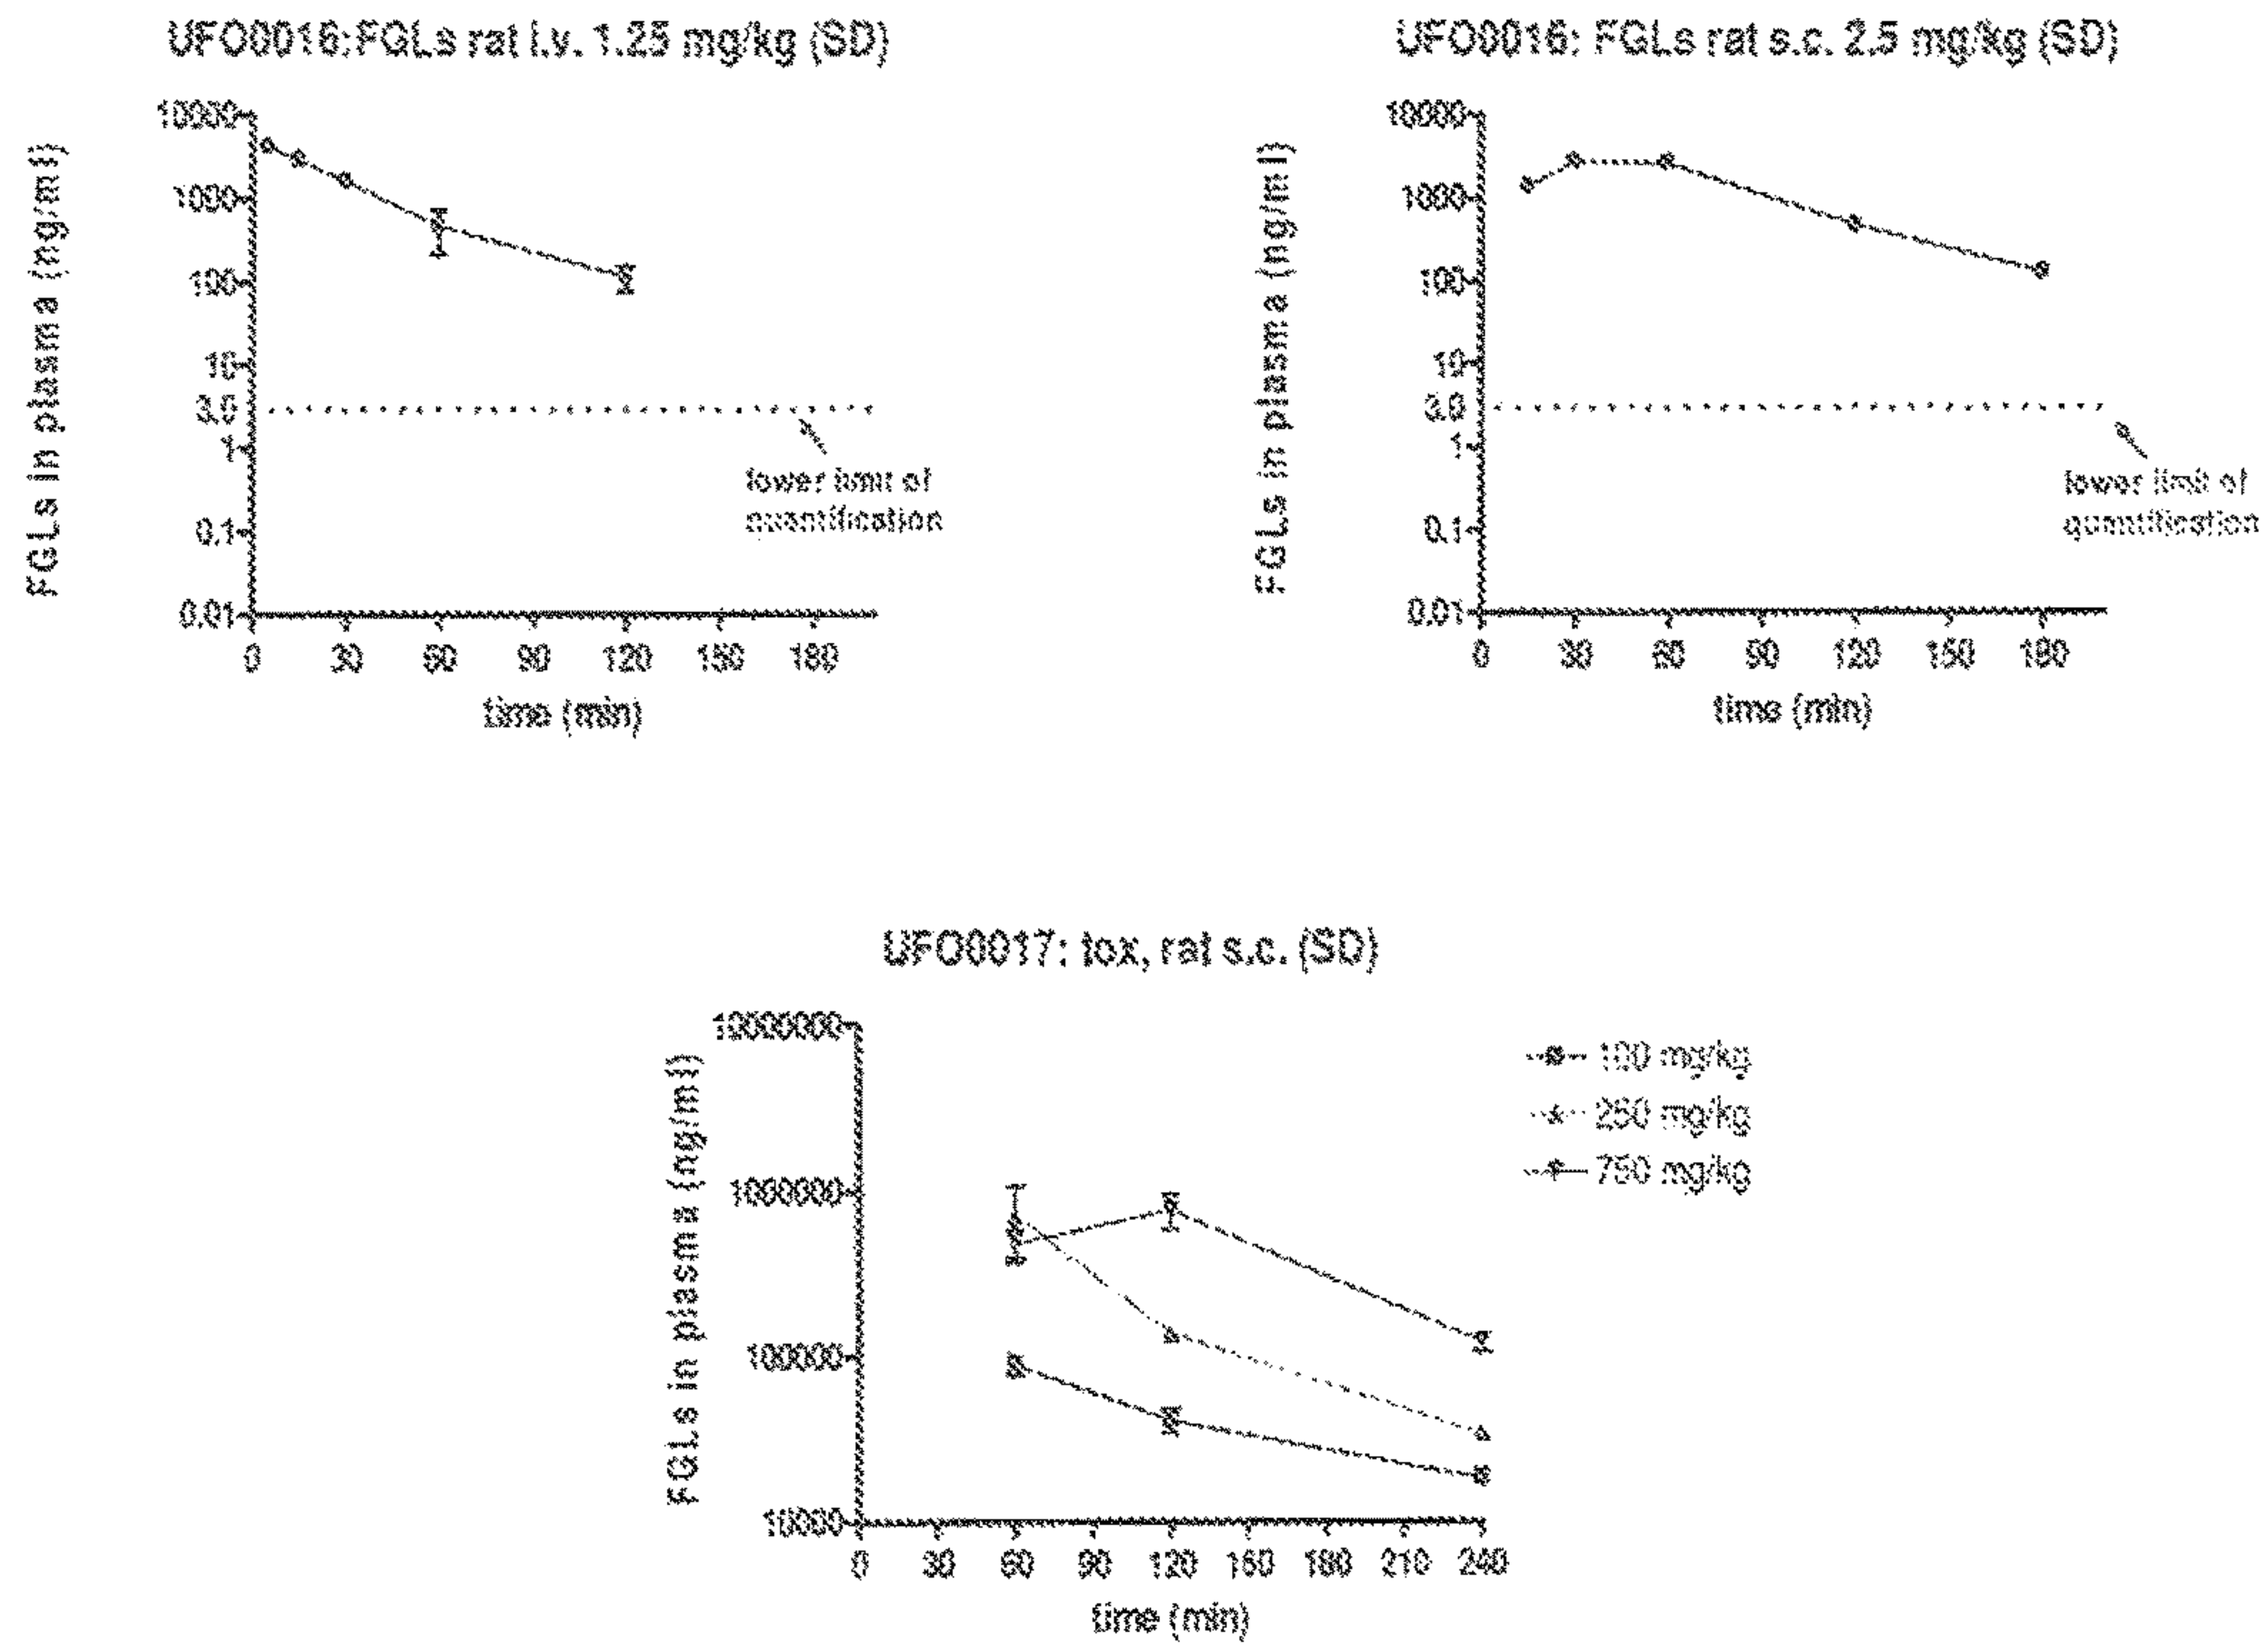 UFO0016:FGLs rat i.v. 1.25 mg/kg (SD)
FGLs in plasma (ng/ml)
10000
1000
100
10
3.0
1
0.1
0.01
0 30 60 90 120 150 180
time (min)
lower limit of
quantification
UFO0016: FGLs rat s.c. 2.5 mg/kg (SD)
FGLs in plasma (ng/ml)
10000
1000
100
10
3.0
1
0.1
0.01
0 30 60 90 120 150 180
time (min)
lower limit of
quantification
UFO0017: tox, rat s.c. (SD)
FGLs in plasma (ng/ml)
10000000
1000000
100000
10000
0 30 60 90 120 150 180 210 240
time (min)
100 mg/kg
250 mg/kg
750 mg/kg